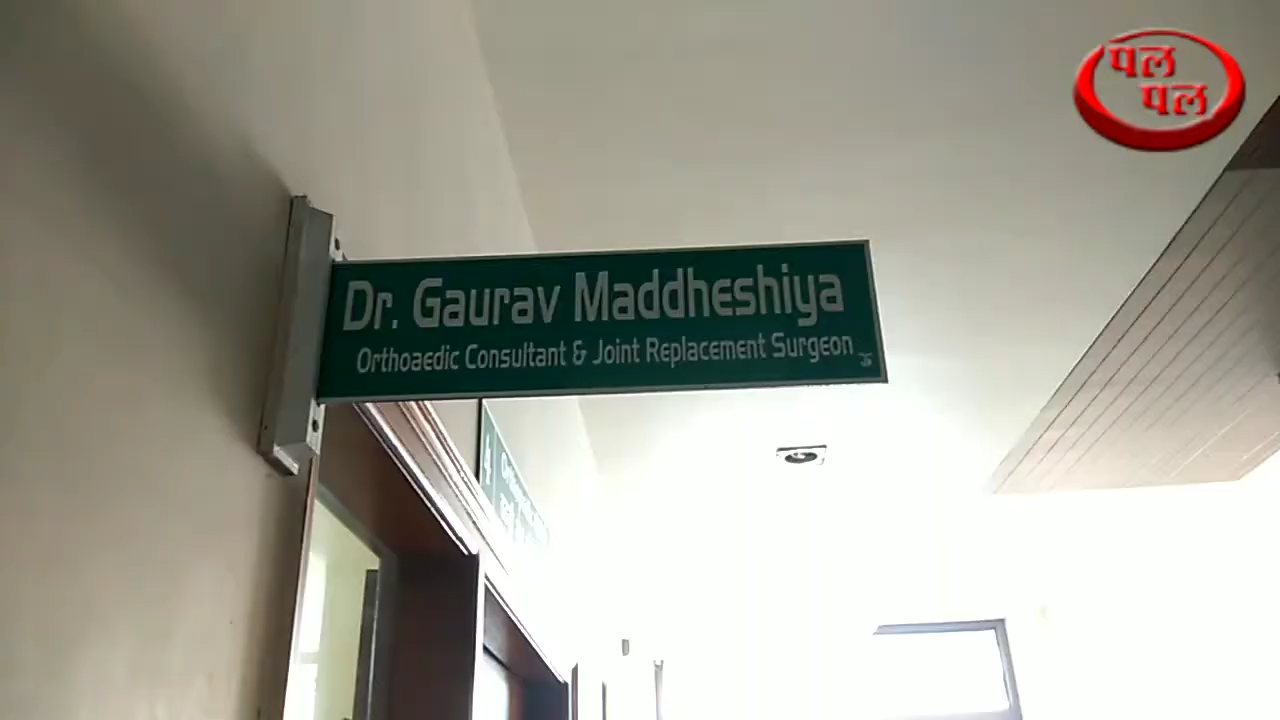 पल
पल
Dr. Gaurav Maddheshiya
Orthoaedic Consultant & Joint Replacement Surgeon